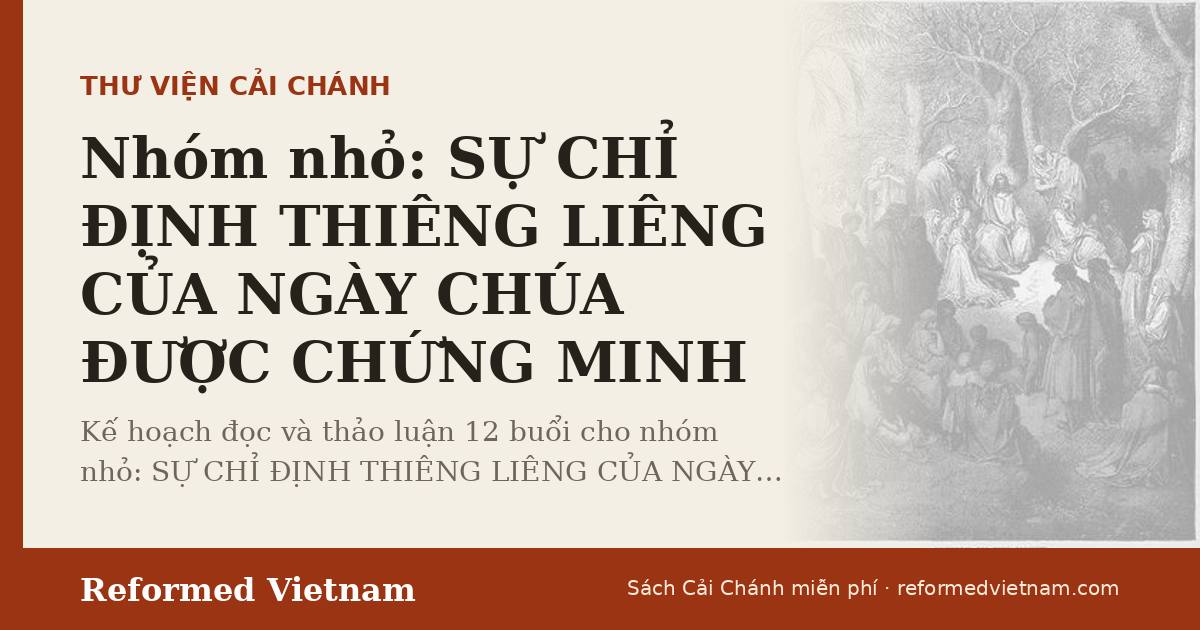 THƯ VIỆN CẢI CHÁNH
Nhóm nhỏ: SỰ CHỈ
ĐỊNH THIÊNG LIÊNG
CỦA NGÀY CHÚA
ĐƯỢC CHỨNG MINH
Kế hoạch đọc và thảo luận 12 buổi cho nhóm
nhỏ: SỰ CHỈ ĐỊNH THIÊNG LIÊNG CỦA NGÀY...
Reformed Vietnam
Sách Cải Chánh miễn phí · reformedvietnam.com